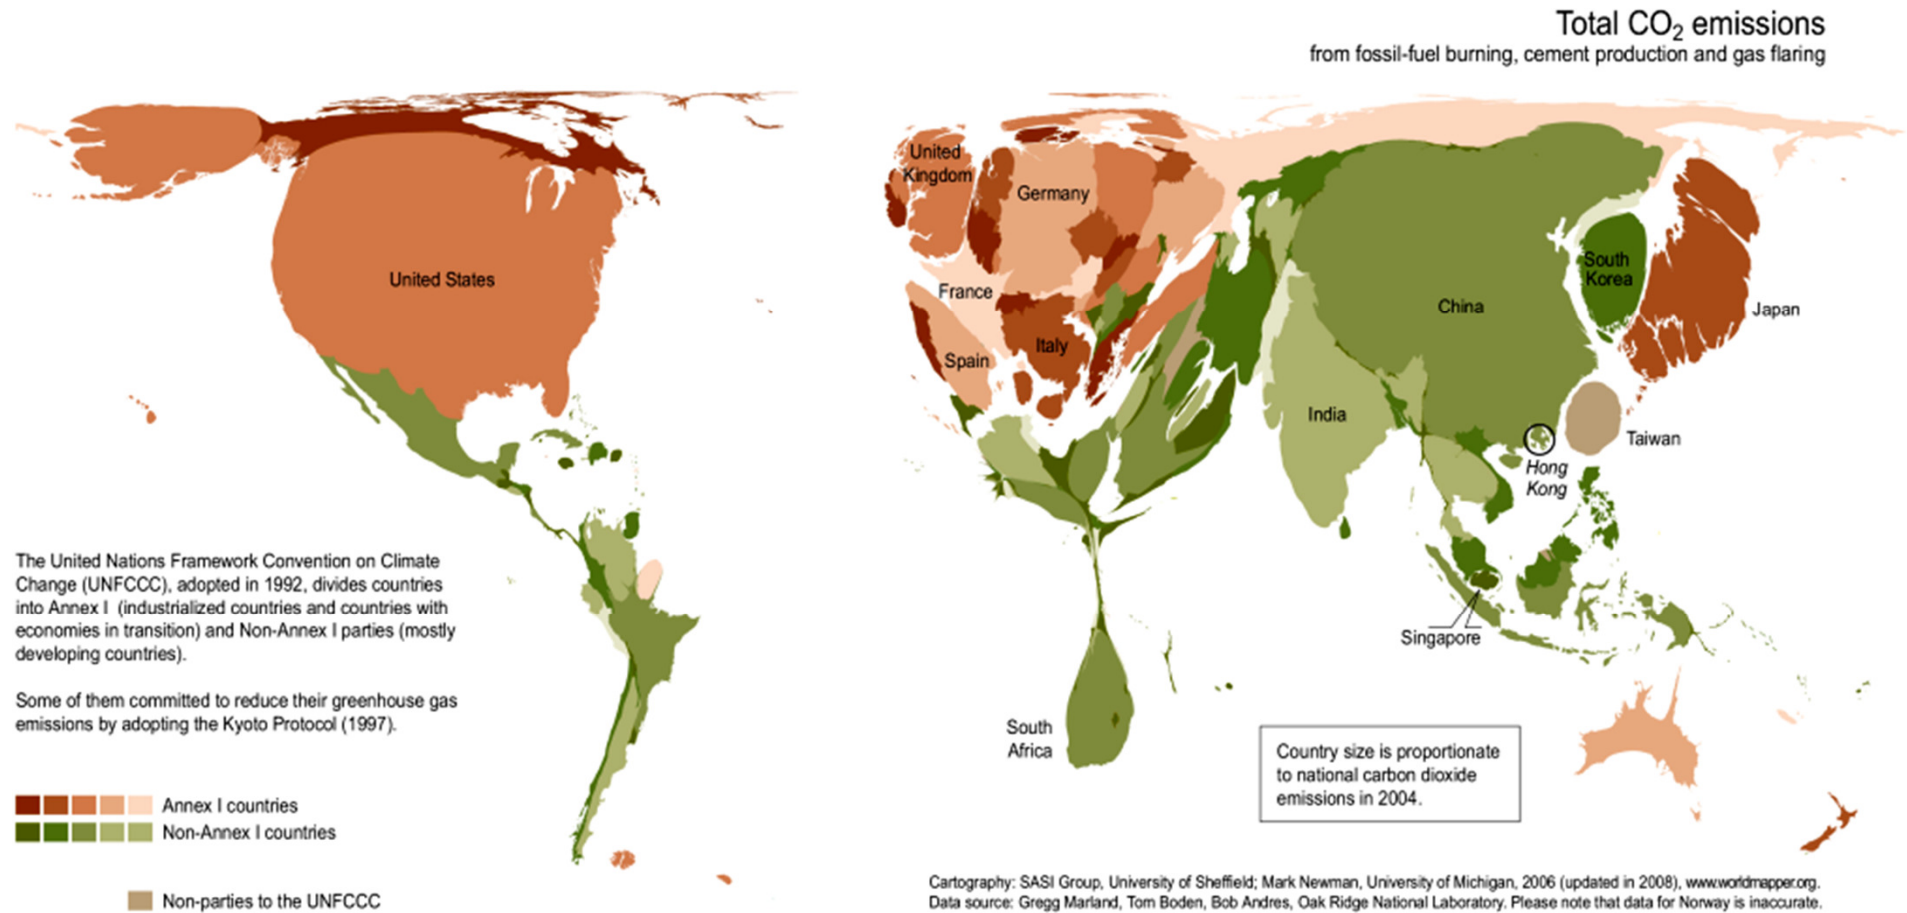 Total CO₂ emissions
from fossil-fuel burning, cement production and gas flaring
United
Kingdom
Germany
United States
South
Korea
France
China
Japan
Italy
Spain
India
Taiwan
Hong
Kong
Singapore
South
Africa
The United Nations Framework Convention on Climate
Change (UNFCCC), adopted in 1992, divides countries
into Annex I (industrialized countries and countries with
economies in transition) and Non-Annex I parties (mostly
developing countries).
Some of them committed to reduce their greenhouse gas
emissions by adopting the Kyoto Protocol (1997).
Country size is proportionate
to national carbon dioxide
emissions in 2004.
Annex I countries
Non-Annex I countries
Non-parties to the UNFCCC
Cartography: SASI Group, University of Sheffield; Mark Newman, University of Michigan, 2006 (updated in 2008), www.worldmapper.org.
Data source: Gregg Marland, Tom Boden, Bob Andres, Oak Ridge National Laboratory. Please note that data for Norway is inaccurate.